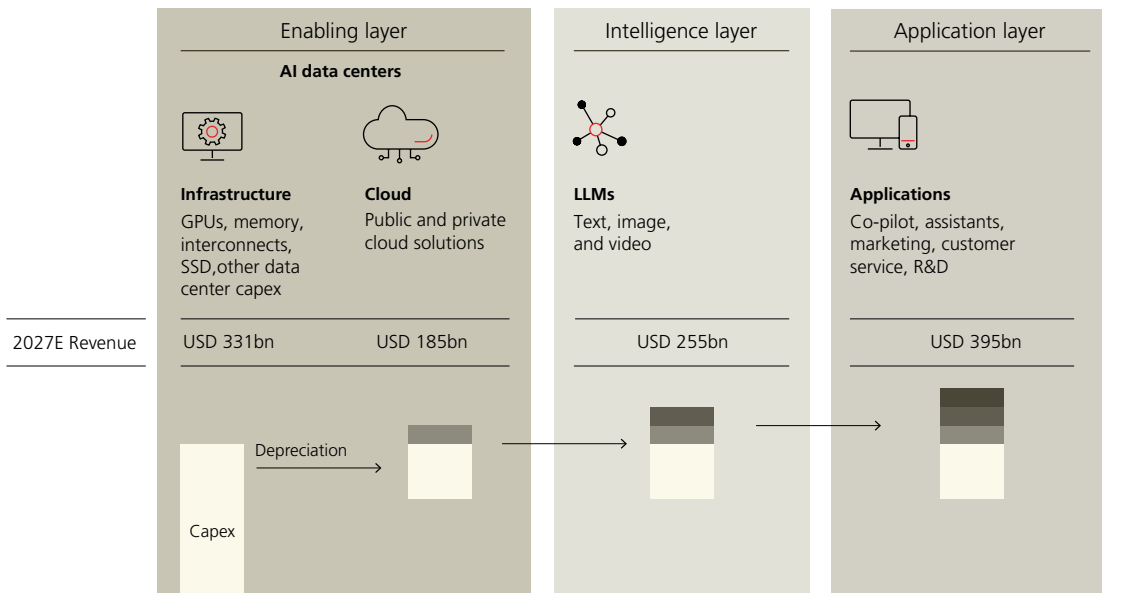 Enabling layer
AI data centers
Infrastructure
GPUs, memory,
interconnects,
SSD,other data
center capex
Cloud
Public and private
cloud solutions
Intelligence layer
LLMs
Text, image,
and video
Application layer
Applications
Co-pilot, assistants,
marketing, customer
service, R&D
2027E Revenue
USD 331bn
USD 185bn
USD 255bn
USD 395bn
Depreciation
Capex